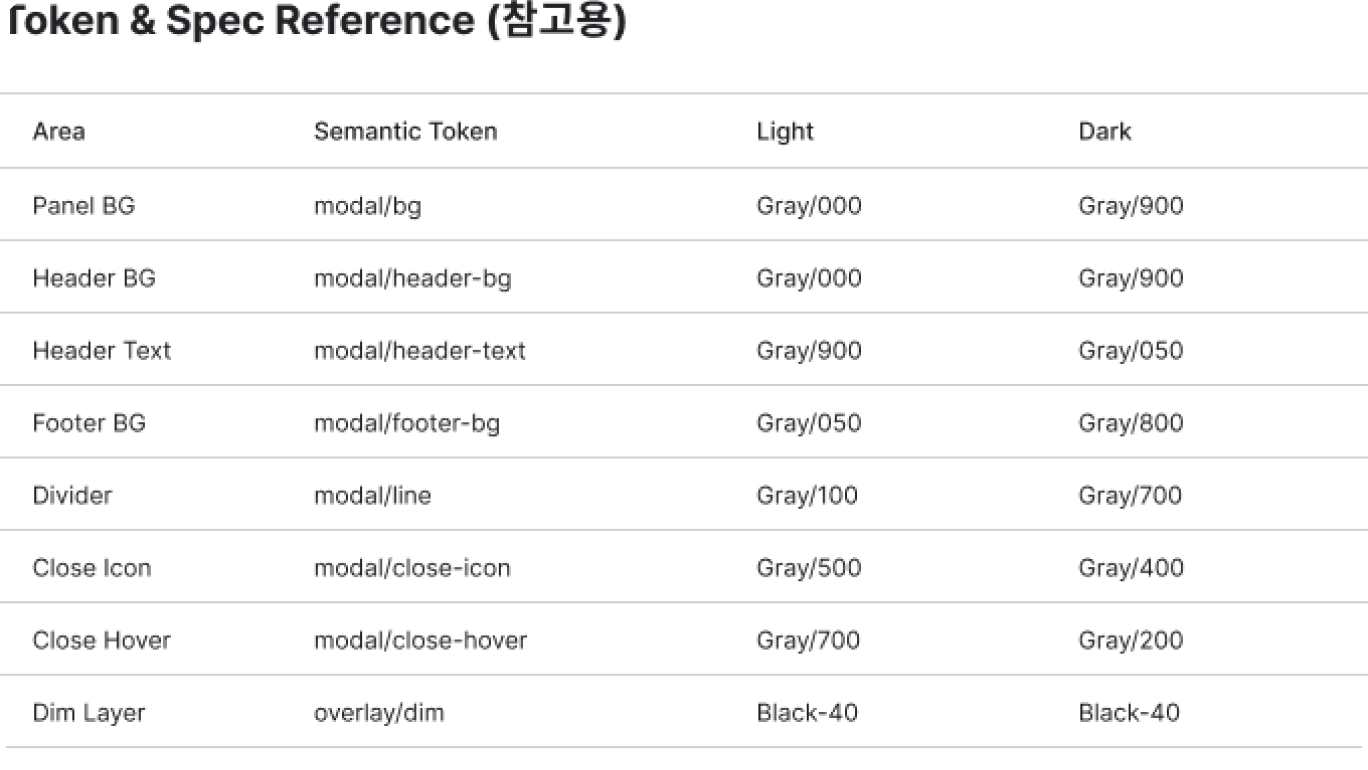 Token & Spec Reference (참고용)
Area Semantic Token Light Dark
Panel BG modal/bg Gray/000 Gray/900
Header BG modal/header-bg Gray/000 Gray/900
Header Text modal/header-text Gray/900 Gray/050
Footer BG modal/footer-bg Gray/050 Gray/800
Divider modal/line Gray/100 Gray/700
Close Icon modal/close-icon Gray/500 Gray/400
Close Hover modal/close-hover Gray/700 Gray/200
Dim Layer overlay/dim Black-40 Black-40